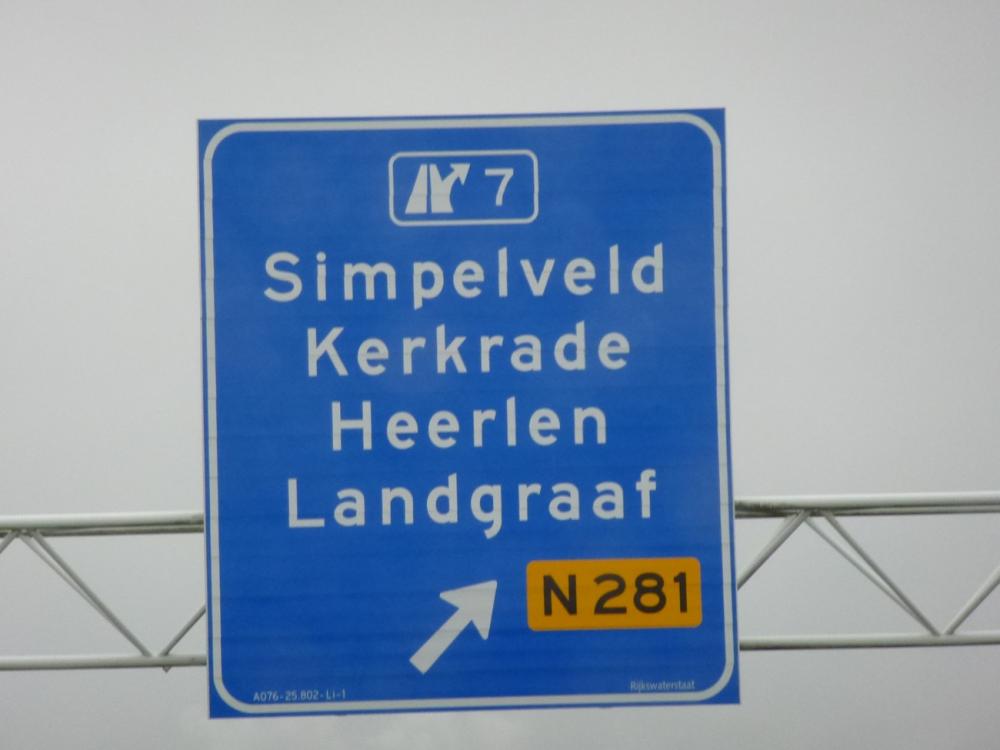 7
Simpelveld
Kerkrade
Heerlen
Landgraaf
N 281
A076-25.802-Li-1
Rijkswaterstaat